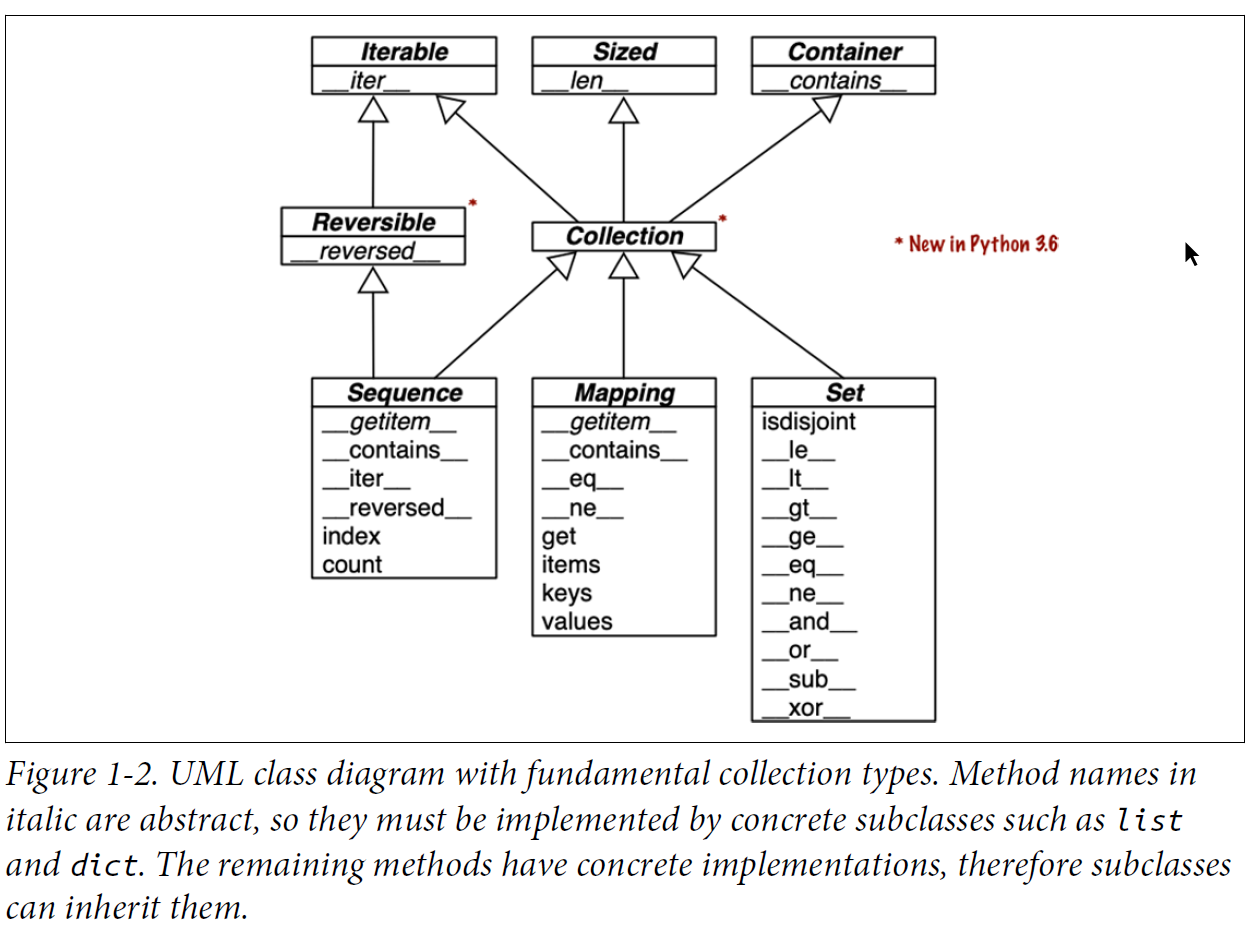 Iterable
__iter__
Sized
__len__
Container
__contains__
Reversible
*
__reversed__
Collection
*
* New in Python 3.6
Sequence
__getitem__
__contains__
__iter__
__reversed__
index
count
Mapping
__getitem__
__contains__
__eq__
__ne__
get
items
keys
values
Set
isdisjoint
__le__
__lt__
__gt__
__ge__
__eq__
__ne__
__and__
__or__
__sub__
__xor__
Figure 1-2. UML class diagram with fundamental collection types. Method names in
italic are abstract, so they must be implemented by concrete subclasses such as list
and dict. The remaining methods have concrete implementations, therefore subclasses
can inherit them.